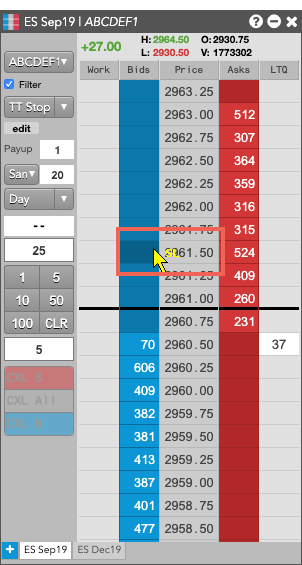 ES Sep19 | ABCDEF1
+27.00 H: 2964.50 O: 2930.75
L: 2930.50 V: 1773302
ABCDEF1
Filter
TT Stop
edit
Payup 1
San 20
Day
--
25
1 5
10 50
100 CLR
5
CXL All
Work Bids Price Asks LTQ
2963.25
2963.00 512
2962.75 307
2962.50 364
2962.25 359
2962.00 316
2961.75 315
2961.50 524
2961.25 409
2961.00 260
2960.75 231
70 2960.50 37
606 2960.25
409 2960.00
382 2959.75
381 2959.50
413 2959.25
387 2959.00
401 2958.75
477 2958.50
+ ES Sep19 ES Dec19